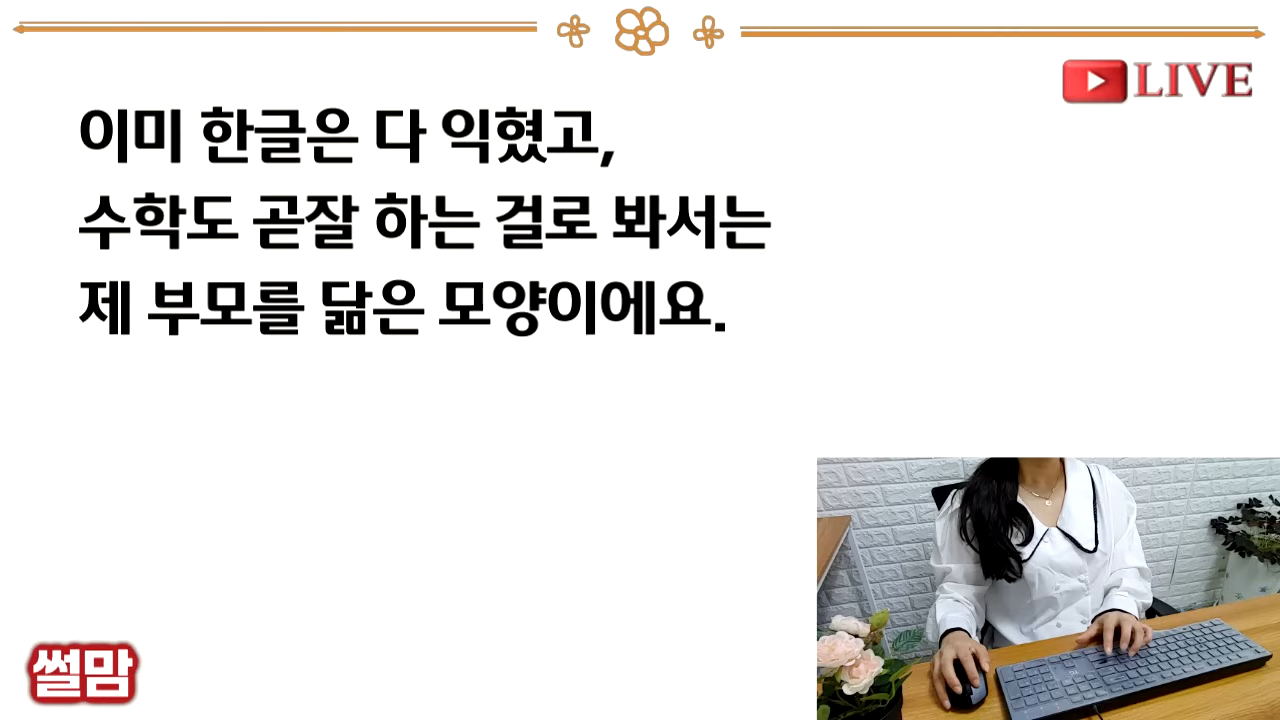 LIVE
이미 한글은 다 익혔고,
수학도 곧잘 하는 걸로 봐서는
제 부모를 닮은 모양이에요.
썰맘